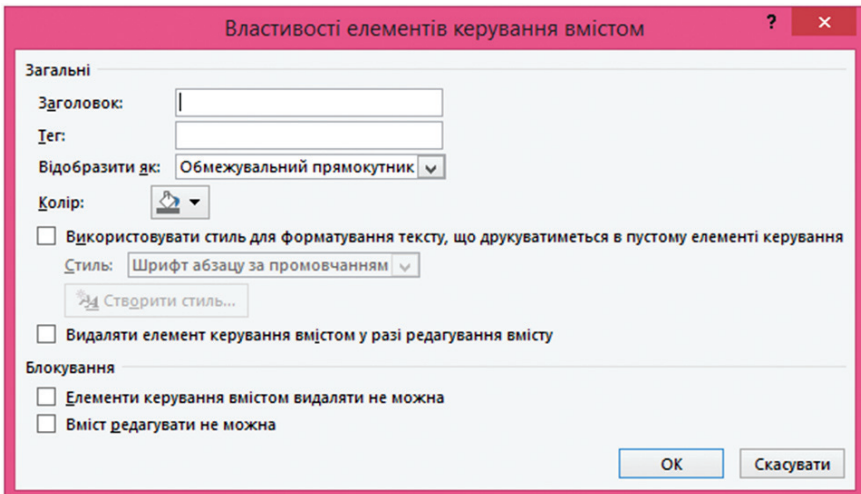 Властивості елементів керування вмістом ? ×
Загальні
Заголовок:
Тег:
Відобразити як: Обмежувальний прямокутник
Колір:
Використовувати стиль для форматування тексту, що друкуватиметься в пустому елементі керування
Стиль: Шрифт абзацу за промовчанням
Створити стиль...
Видаляти елемент керування вмістом у разі редагування вмісту
Блокування
Елементи керування вмістом видаляти не можна
Вміст редагувати не можна
ОК Скасувати